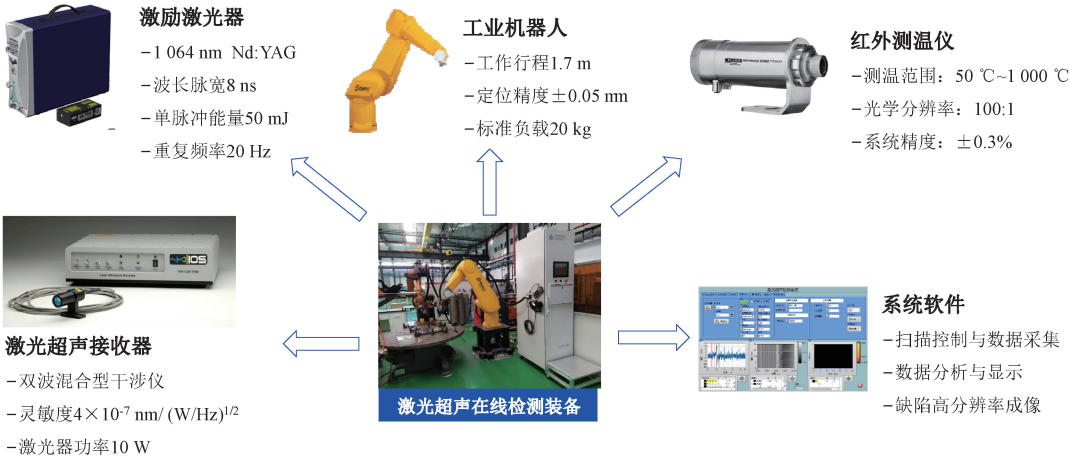 激励激光器
−1 064 nm Nd:YAG
−波长脉宽8 ns
−单脉冲能量50 mJ
−重复频率20 Hz
工业机器人
−工作行程1.7 m
−定位精度±0.05 mm
−标准负载20 kg
红外测温仪
−测温范围：50 ℃~1 000 ℃
−光学分辨率：100:1
−系统精度：±0.3%
IOS
激光超声接收器
−双波混合型干涉仪
−灵敏度4×10⁻⁷ nm/ (W/Hz)¹ᐟ²
−激光器功率10 W
激光超声在线检测装备
系统软件
−扫描控制与数据采集
−数据分析与显示
−缺陷高分辨率成像